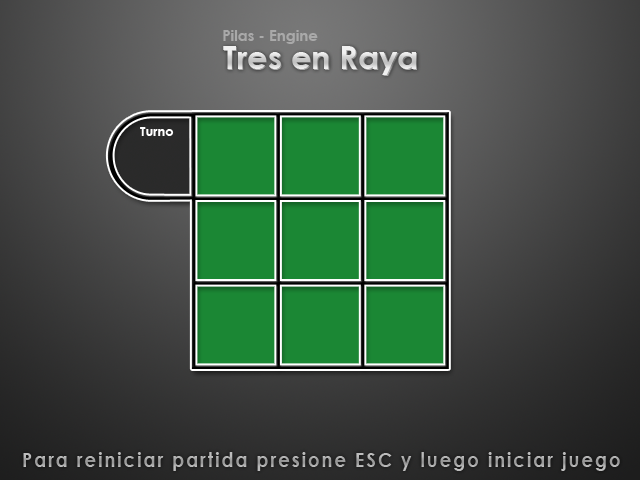 Pilas - Engine
Tres en Raya
Turno
Para reiniciar partida presione ESC y luego iniciar juego